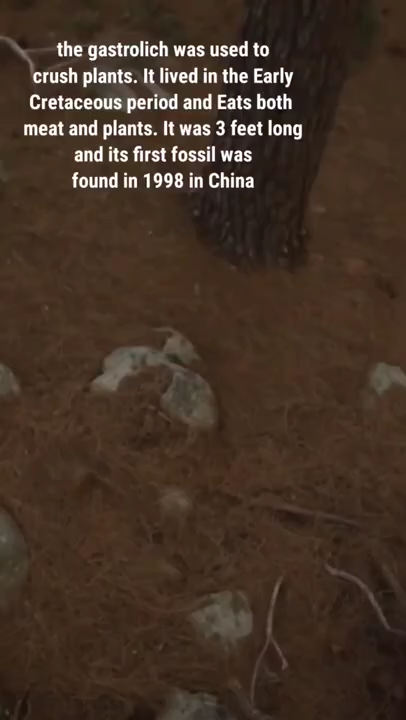 the gastrolich was used to
crush plants. It lived in the Early
Cretaceous period and Eats both
meat and plants. It was 3 feet long
and its first fossil was
found in 1998 in China